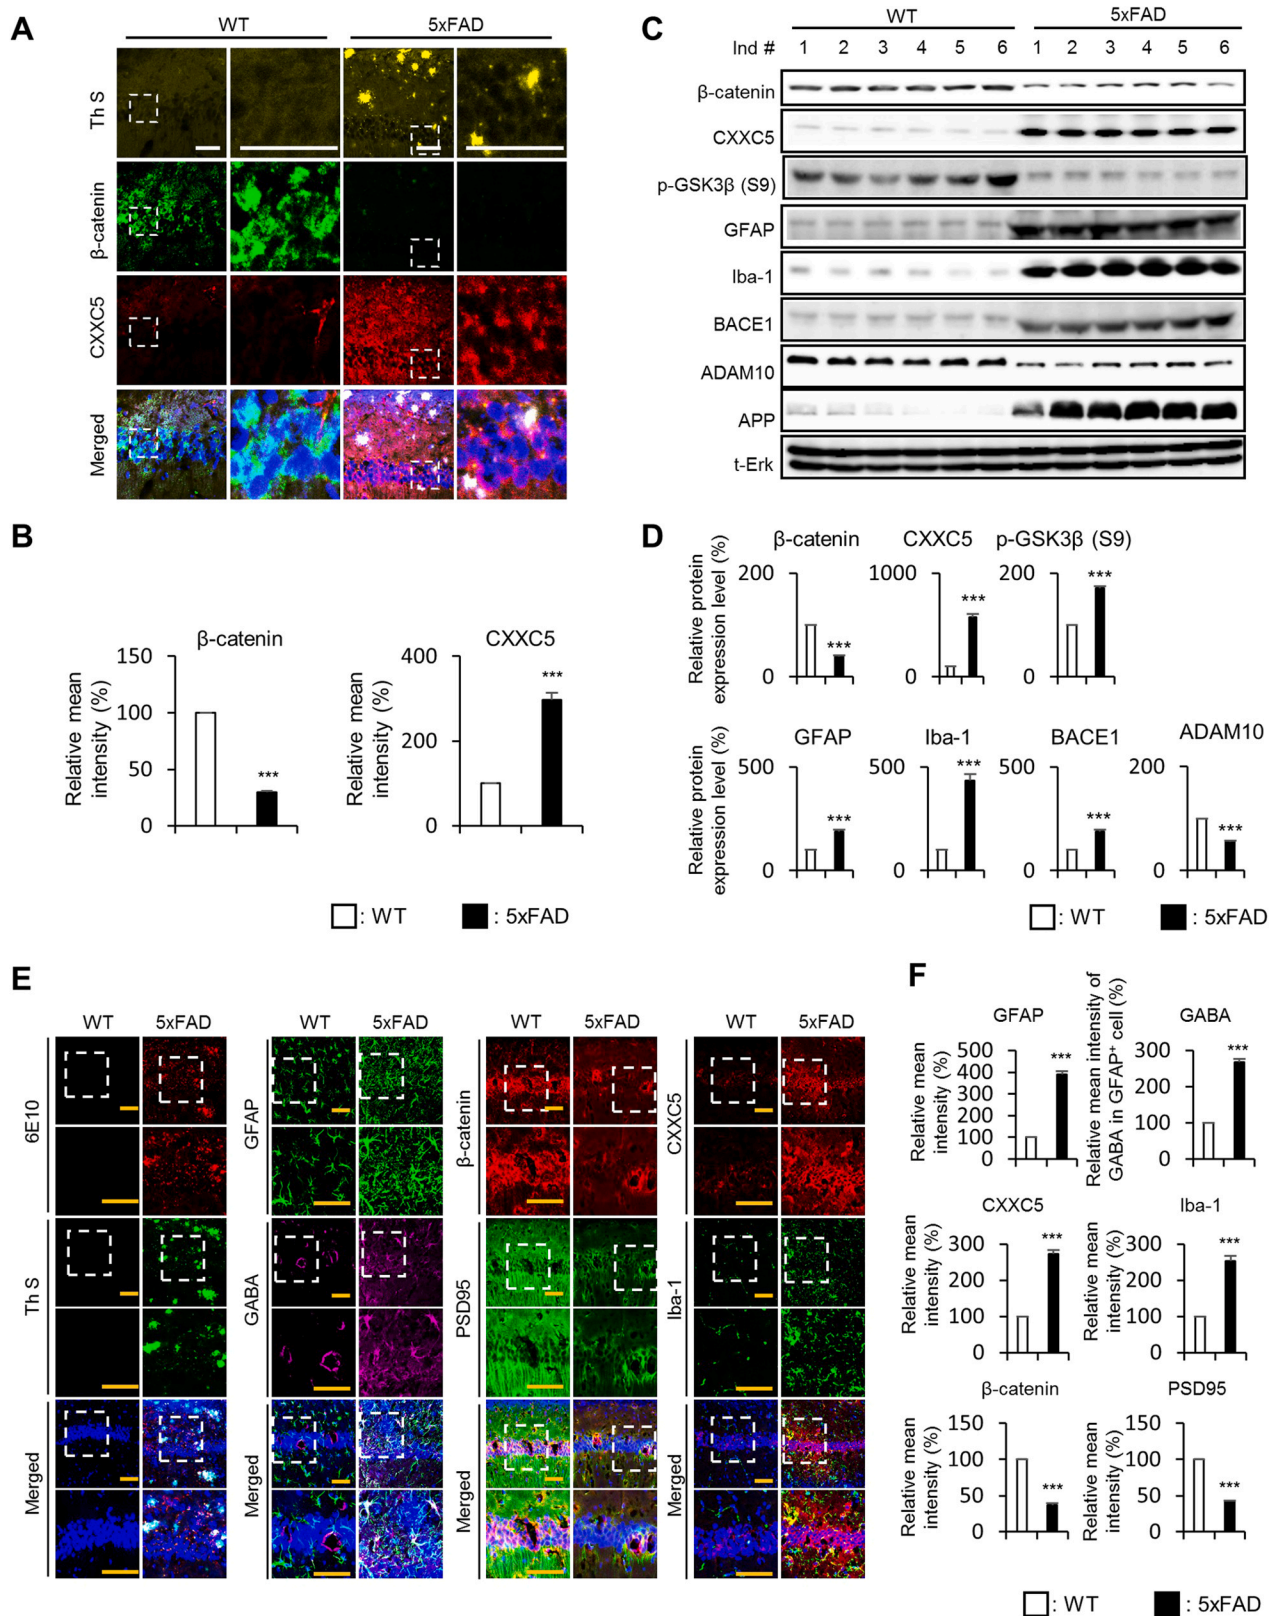 A
WT
5xFAD
Th S
β-catenin
CXXC5
Merged
B
β-catenin
Relative mean
intensity (%)
150
100
50
0
***
CXXC5
Relative mean
intensity (%)
400
200
0
***
: WT
: 5xFAD
C
WT
5xFAD
Ind # 1 2 3 4 5 6 1 2 3 4 5 6
β-catenin
CXXC5
p-GSK3β (S9)
GFAP
Iba-1
BACE1
ADAM10
APP
t-Erk
D
Relative protein
expression level (%)
β-catenin
200
0
***
CXXC5
1000
0
***
p-GSK3β (S9)
200
0
***
Relative protein
expression level (%)
GFAP
500
0
***
Iba-1
500
0
***
BACE1
500
0
***
ADAM10
200
0
***
: WT
: 5xFAD
E
WT 5xFAD
6E10
Th S
Merged
WT 5xFAD
GFAP
GABA
Merged
WT 5xFAD
β-catenin
PSD95
Merged
WT 5xFAD
CXXC5
Iba-1
Merged
F
GFAP
Relative mean
intensity (%)
500
400
300
200
100
0
***
GABA
Relative mean intensity of
GABA in GFAP⁺ cell (%)
300
200
100
0
***
CXXC5
Relative mean
intensity (%)
300
200
100
0
***
Iba-1
Relative mean
intensity (%)
300
200
100
0
***
β-catenin
Relative mean
intensity (%)
150
100
50
0
***
PSD95
Relative mean
intensity (%)
150
100
50
0
***
: WT
: 5xFAD